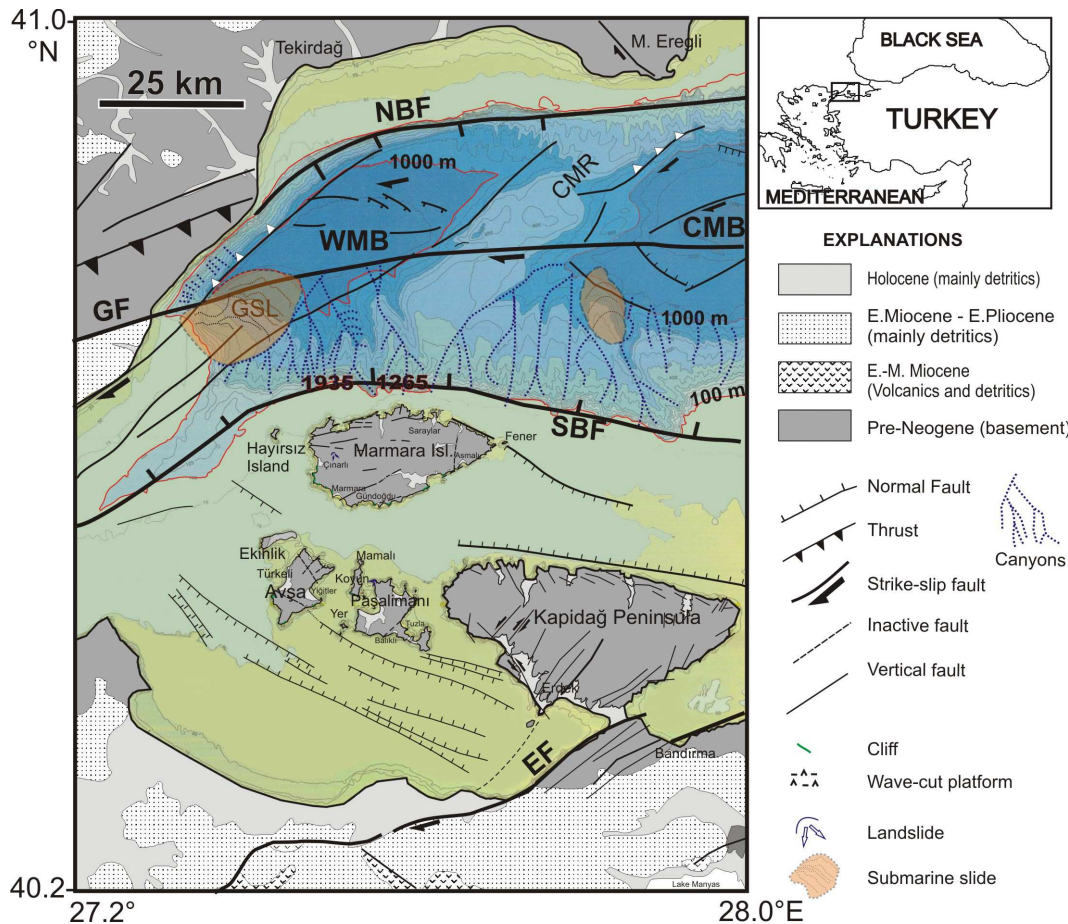 41.0
°N
Tekirdağ
M. Eregli
25 km
NBF
1000 m
CMR
WMB
CMB
GF
GSL
1000 m
1935 1265
100 m
SBF
Saraylar
Fener
Hayırsız
Island
Marmara Isl.
Asmalı
Çınarlı
Marmara
Gündoğdu
Ekinlik
Mamalı
Türkeli
Koyun
Avşa
Yiğitler
Paşalimanı
Kapidağ Peninsula
Yer
Tuzla
Balıklı
Erdek
EF
Bandırma
Lake Manyas
40.2
27.2°
28.0°E
BLACK SEA
TURKEY
MEDITERRANEAN
EXPLANATIONS
Holocene (mainly detritics)
E.Miocene - E.Pliocene
(mainly detritics)
E.-M. Miocene
(Volcanics and detritics)
Pre-Neogene (basement)
Normal Fault
Thrust
Canyons
Strike-slip fault
Inactive fault
Vertical fault
Cliff
Wave-cut platform
Landslide
Submarine slide